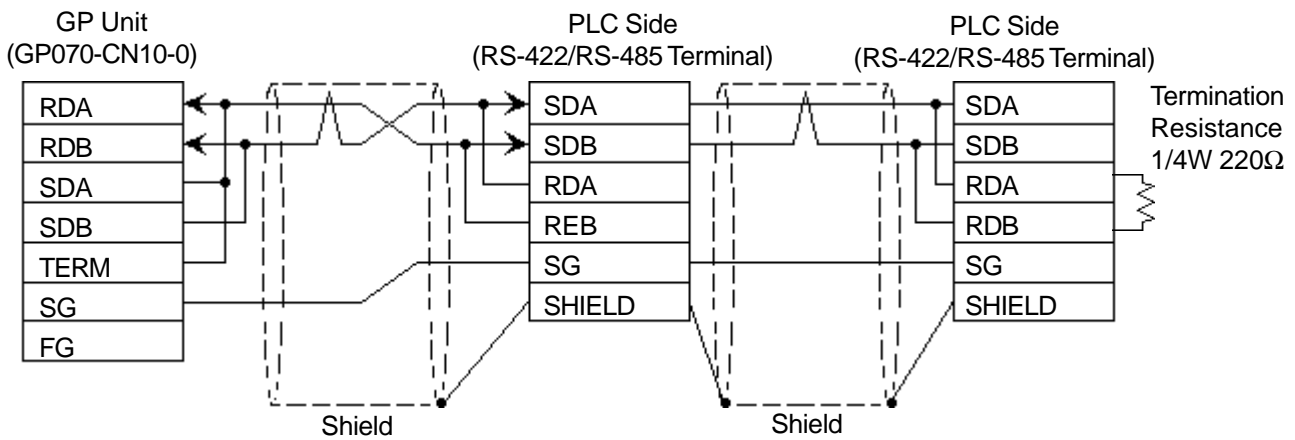 GP Unit
(GP070-CN10-0)
RDA
RDB
SDA
SDB
TERM
SG
FG
Shield
PLC Side
(RS-422/RS-485 Terminal)
SDA
SDB
RDA
REB
SG
SHIELD
Shield
PLC Side
(RS-422/RS-485 Terminal)
SDA
SDB
RDA
RDB
SG
SHIELD
Termination
Resistance
1/4W 220Ω